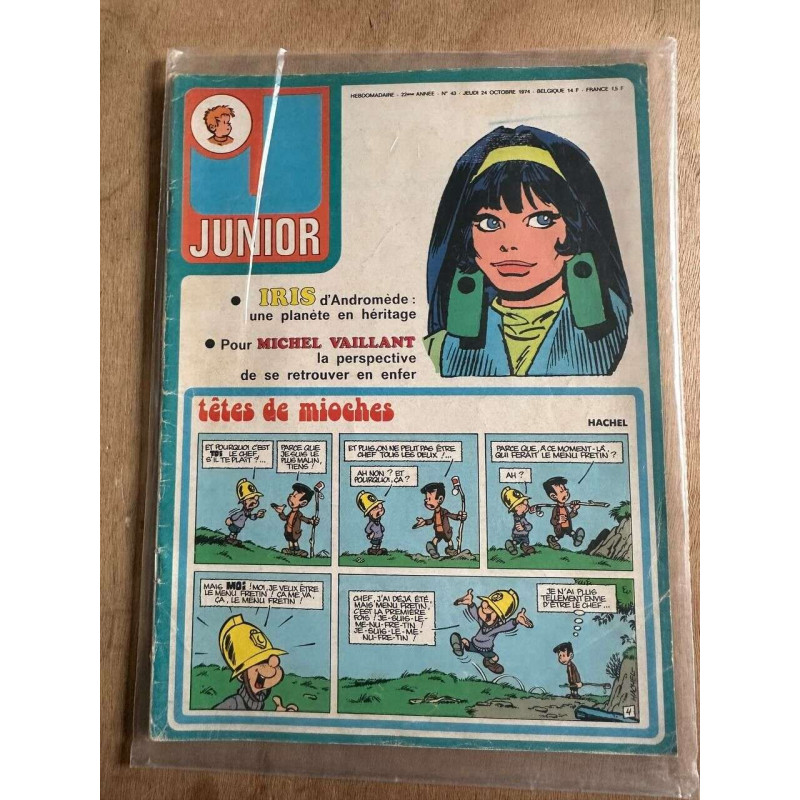 HEBDOMADAIRE - 22ème ANNÉE - N° 43 - JEUDI 24 OCTOBRE 1974 - BELGIQUE 14 F - FRANCE 1,5 F
JUNIOR
• IRIS d'Andromède :
une planète en héritage
• Pour MICHEL VAILLANT
la perspective
de se retrouver en enfer
têtes de mioches
HACHEL
ET POURQUOI C'EST
TOI LE CHEF,
S'IL TE PLAIT ?...
PARCE QUE
JE SUIS LE
PLUS MALIN,
TIENS !
ET PUIS, ON NE PEUT PAS ÊTRE
CHEF TOUS LES DEUX !...
AH NON ? ET
POURQUOI, ÇA ?
PARCE QUE, À CE MOMENT-LÀ,
QUI FERAIT LE MENU FRETIN ?
AH ?
MAIS MOI ! MOI, JE VEUX ÊTRE
LE MENU FRETIN ! ÇA ME VA,
ÇA, LE MENU FRETIN !
CHEF, J'AI DÉJÀ ÉTÉ,
MAIS MENU FRETIN,
C'EST LA PREMIÈRE
FOIS ! JE-SUIS-LE-
ME-NU-FRE-TIN !
JE-SUIS-LE-ME-
NU-FRE-TIN !
JE N'AI PLUS
TELLEMENT ENVIE
D'ÊTRE LE CHEF...
HACHEL
4